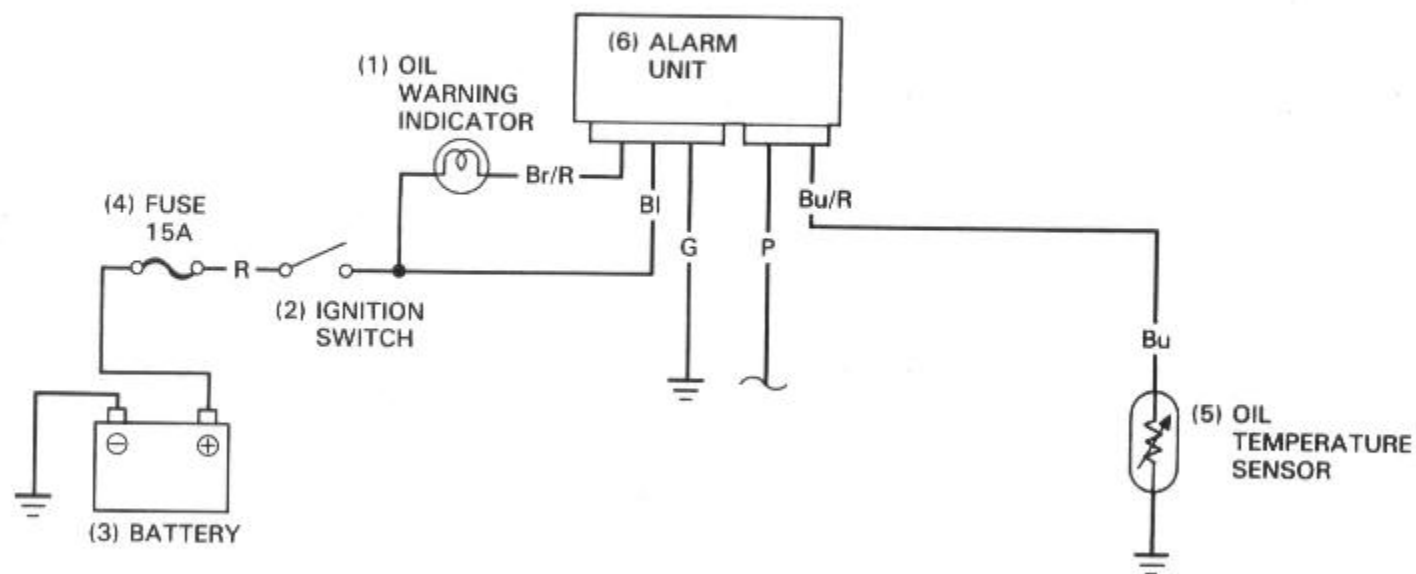 (6) ALARM
UNIT
(1) OIL
WARNING
INDICATOR
Br/R
Bl
G
P
Bu/R
(4) FUSE
15A
R
(2) IGNITION
SWITCH
Bu
(5) OIL
TEMPERATURE
SENSOR
⊖ ⊕
(3) BATTERY